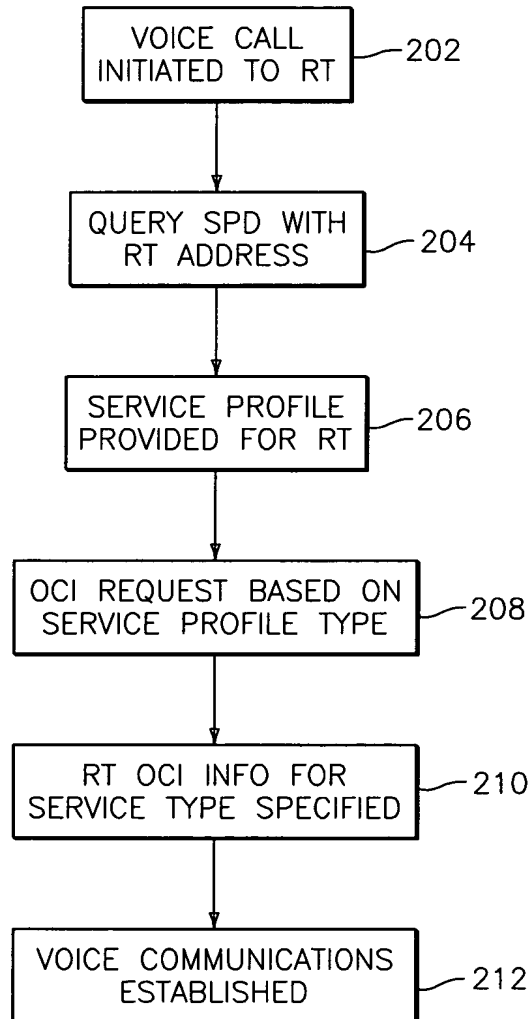 VOICE CALL
INITIATED TO RT
202
QUERY SPD WITH
RT ADDRESS
204
SERVICE PROFILE
PROVIDED FOR RT
206
OCI REQUEST BASED ON
SERVICE PROFILE TYPE
208
RT OCI INFO FOR
SERVICE TYPE SPECIFIED
210
VOICE COMMUNICATIONS
ESTABLISHED
212